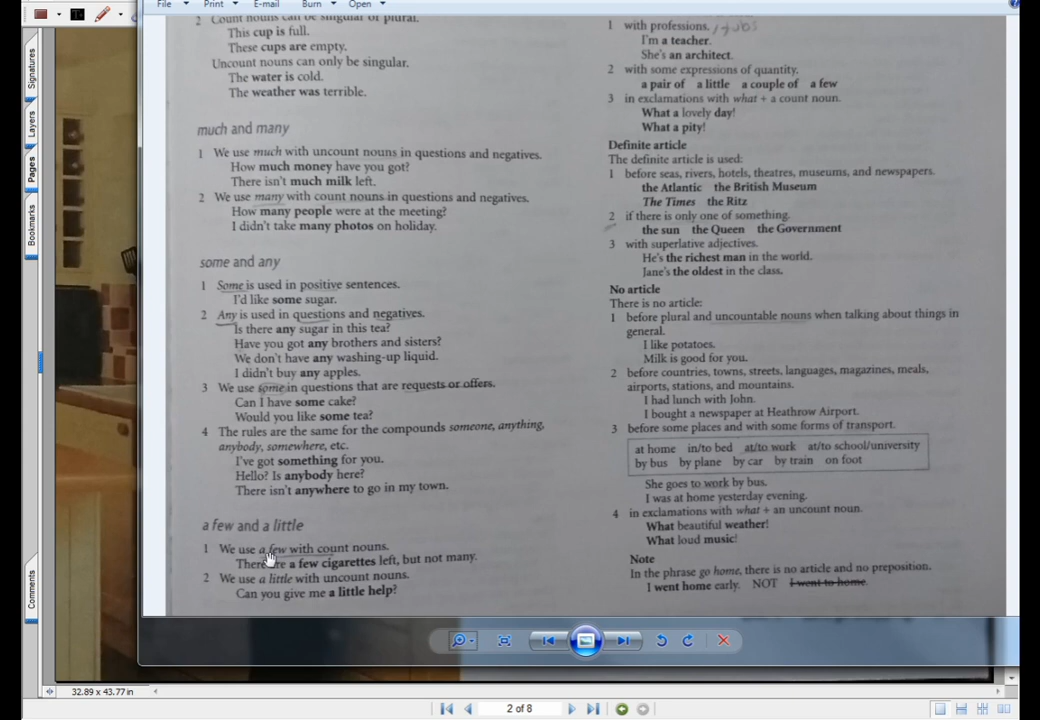 File
Print
E-mail
Burn
Open
Signatures
Layers
Pages
Bookmarks
Comments
2 Count nouns can be singular or plural.
This cup is full.
These cups are empty.
Uncount nouns can only be singular.
The water is cold.
The weather was terrible.
much and many
1 We use much with uncount nouns in questions and negatives.
How much money have you got?
There isn't much milk left.
2 We use many with count nouns in questions and negatives.
How many people were at the meeting?
I didn't take many photos on holiday.
some and any
1 Some is used in positive sentences.
I'd like some sugar.
2 Any is used in questions and negatives.
Is there any sugar in this tea?
Have you got any brothers and sisters?
We don't have any washing-up liquid.
I didn't buy any apples.
3 We use some in questions that are requests or offers.
Can I have some cake?
Would you like some tea?
4 The rules are the same for the compounds someone, anything,
anybody, somewhere, etc.
I've got something for you.
Hello? Is anybody here?
There isn't anywhere to go in my town.
a few and a little
1 We use a few with count nouns.
There are a few cigarettes left, but not many.
2 We use a little with uncount nouns.
Can you give me a little help?
1 with professions.
I'm a teacher.
She's an architect.
2 with some expressions of quantity.
a pair of a little a couple of a few
3 in exclamations with what + a count noun.
What a lovely day!
What a pity!
Definite article
The definite article is used:
1 before seas, rivers, hotels, theatres, museums, and newspapers.
the Atlantic the British Museum
The Times the Ritz
2 if there is only one of something.
the sun the Queen the Government
3 with superlative adjectives.
He's the richest man in the world.
Jane's the oldest in the class.
No article
There is no article:
1 before plural and uncountable nouns when talking about things in
general.
I like potatoes.
Milk is good for you.
2 before countries, towns, streets, languages, magazines, meals,
airports, stations, and mountains.
I had lunch with John.
I bought a newspaper at Heathrow Airport.
3 before some places and with some forms of transport.
at home in/to bed at/to work at/to school/university
by bus by plane by car by train on foot
She goes to work by bus.
I was at home yesterday evening.
4 in exclamations with what + an uncount noun.
What beautiful weather!
What loud music!
Note
In the phrase go home, there is no article and no preposition.
I went home early. NOT I went to home.
32.89 x 43.77 in
2 of 8